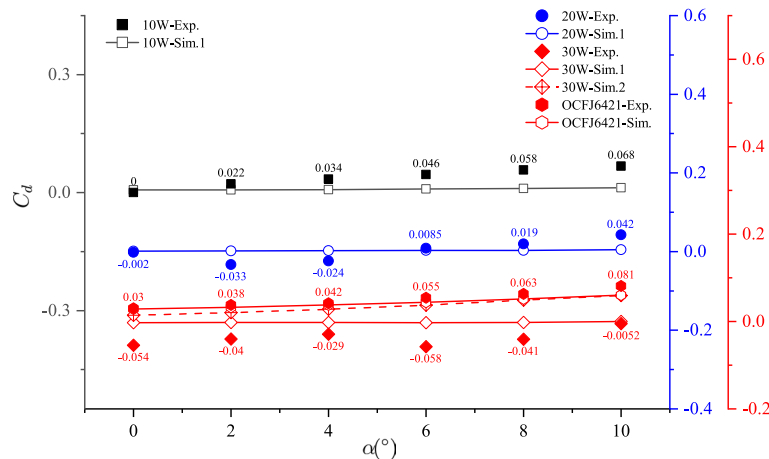 10W-Exp.
10W-Sim.1
20W-Exp.
20W-Sim.1
30W-Exp.
30W-Sim.1
30W-Sim.2
OCFJ6421-Exp.
OCFJ6421-Sim.
0.3
0.0
-0.3
C_d
0 0.022 0.034 0.046 0.058 0.068
-0.002 -0.033 -0.024 0.0085 0.019 0.042
0.03 0.038 0.042 0.055 0.063 0.081
-0.054 -0.04 -0.029 -0.058 -0.041 -0.0052
0 2 4 6 8 10
α(°)
0.6
0.4
0.2
0.0
-0.2
-0.4
0.6
0.4
0.2
0.0
-0.2